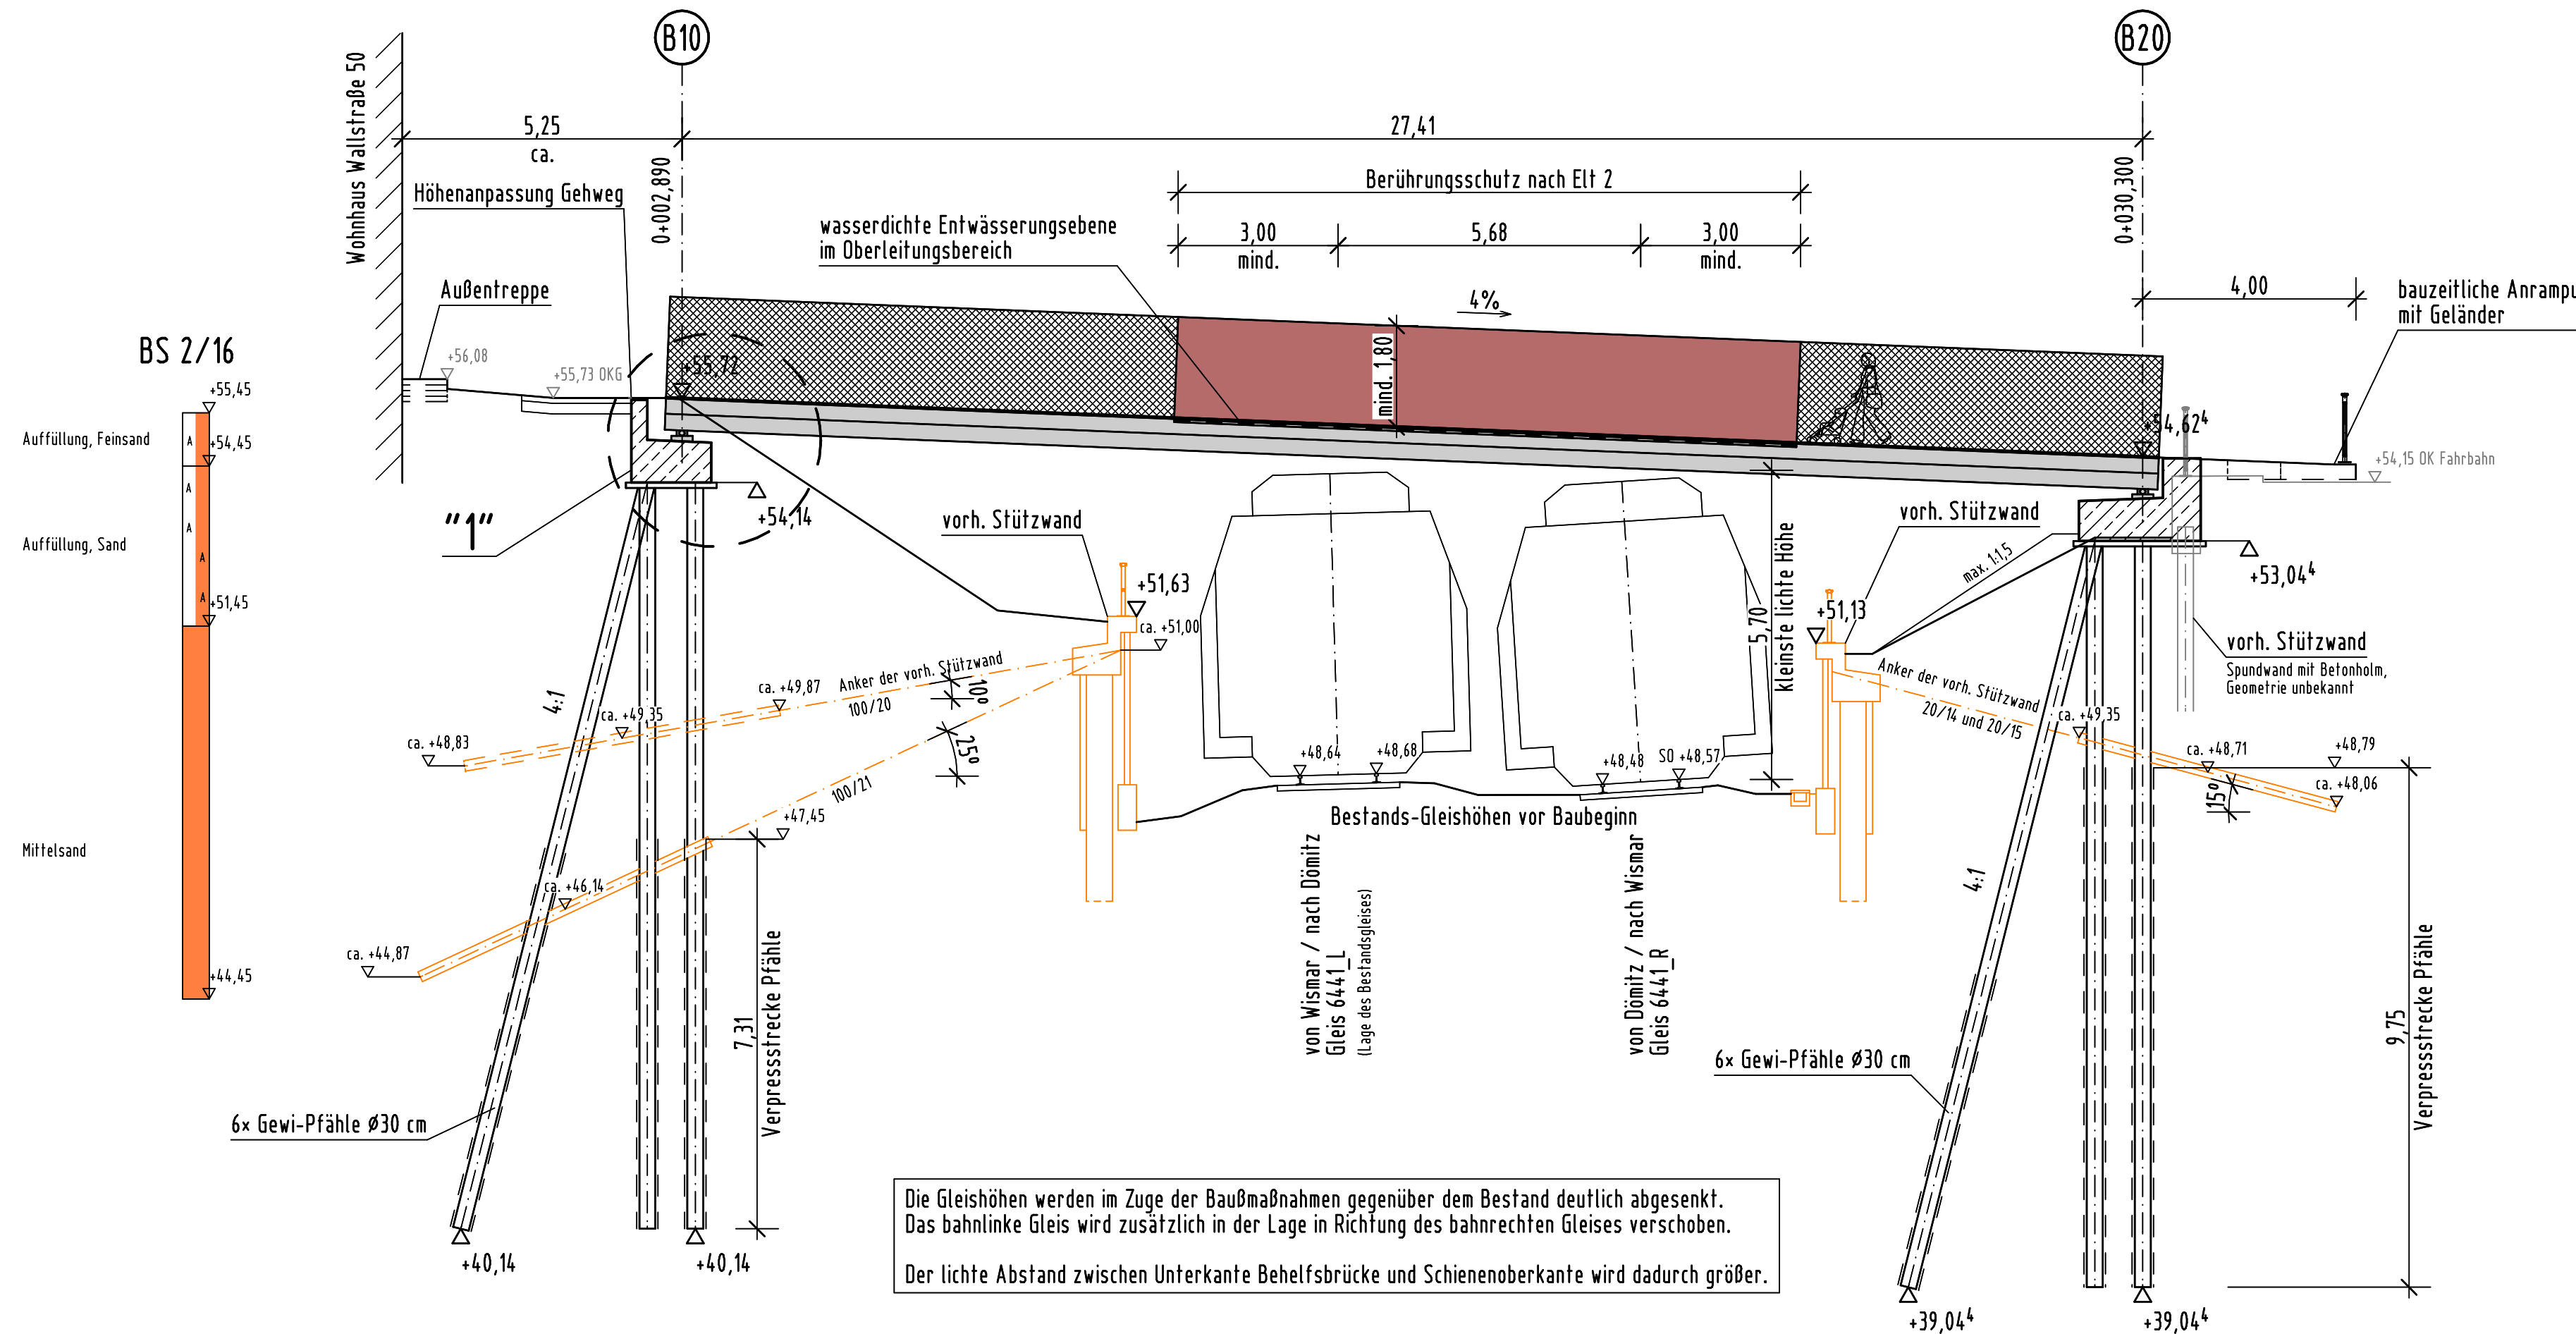 B10
B20
Wohnhaus Wallstraße 50
5,25
ca.
27,41
0+002,890
0+030,300
Höhenanpassung Gehweg
Berührungsschutz nach Elt 2
wasserdichte Entwässerungsebene
im Oberleitungsbereich
3,00
mind.
5,68
3,00
mind.
Außentreppe
4%
4,00
bauzeitliche Anrampu
mit Geländer
BS 2/16
+56,08
+55,73 OKG
+55,72
mind. 1,80
+54,62⁴
+54,15 OK Fahrbahn
+55,45
Auffüllung, Feinsand
A
+54,45
A
A
Auffüllung, Sand
A
A
+51,45
Mittelsand
+44,45
"1"
+54,14
vorh. Stützwand
kleinste lichte Höhe
5,70
vorh. Stützwand
max. 1:1,5
+53,04⁴
+51,63
ca. +51,00
+51,13
vorh. Stützwand
Spundwand mit Betonholm,
Geometrie unbekannt
4:1
Anker der vorh. Stützwand
100/20
10°
ca. +49,87
ca. +49,35
ca. +48,83
25°
100/21
+47,45
ca. +46,14
ca. +44,87
+48,64
+48,68
+48,48
SO +48,57
Bestands-Gleishöhen vor Baubeginn
Anker der vorh. Stützwand
20/14 und 20/15
ca. +49,35
ca. +48,71
+48,79
ca. +48,06
15°
4:1
von Wismar / nach Dömitz
Gleis 6441_L
(Lage des Bestandsgleises)
von Dömitz / nach Wismar
Gleis 6441_R
7,31
Verpressstrecke Pfähle
9,75
Verpressstrecke Pfähle
6x Gewi-Pfähle Ø30 cm
6x Gewi-Pfähle Ø30 cm
Die Gleishöhen werden im Zuge der Baußmaßnahmen gegenüber dem Bestand deutlich abgesenkt.
Das bahnlinke Gleis wird zusätzlich in der Lage in Richtung des bahnrechten Gleises verschoben.
Der lichte Abstand zwischen Unterkante Behelfsbrücke und Schienenoberkante wird dadurch größer.
+40,14
+40,14
+39,04⁴
+39,04⁴